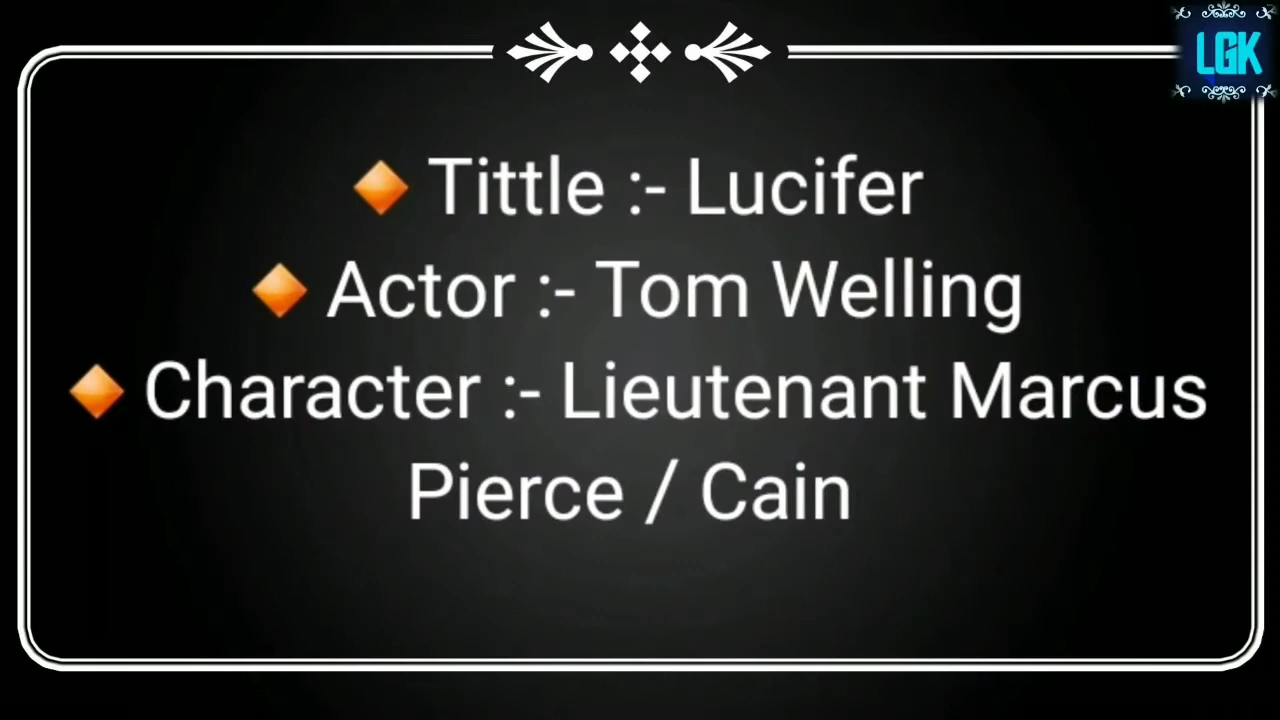 LGK
🔸 Tittle :- Lucifer
🔸 Actor :- Tom Welling
🔸 Character :- Lieutenant Marcus
Pierce / Cain